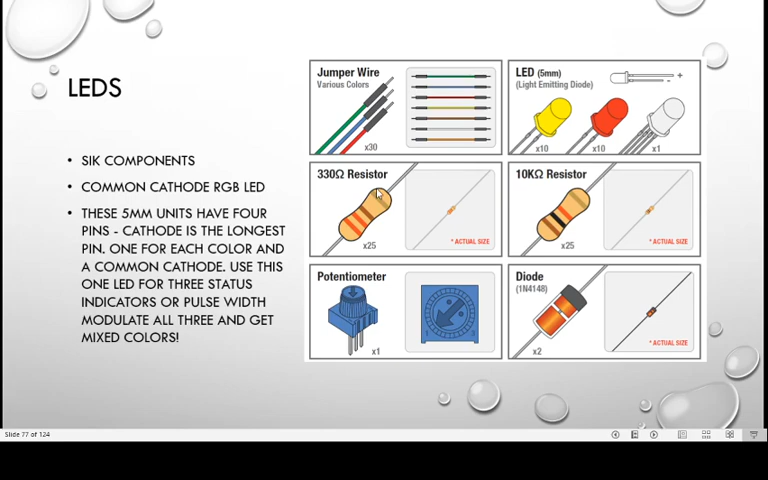 LEDS
• SIK COMPONENTS
• COMMON CATHODE RGB LED
• THESE 5MM UNITS HAVE FOUR
PINS - CATHODE IS THE LONGEST
PIN. ONE FOR EACH COLOR AND
A COMMON CATHODE. USE THIS
ONE LED FOR THREE STATUS
INDICATORS OR PULSE WIDTH
MODULATE ALL THREE AND GET
MIXED COLORS!
Jumper Wire
Various Colors
x30
LED (5mm)
(Light Emitting Diode)
+
-
x10
x10
x1
330Ω Resistor
x25
* ACTUAL SIZE
10KΩ Resistor
x25
* ACTUAL SIZE
Potentiometer
x1
Diode
(1N4148)
x2
* ACTUAL SIZE
Slide 77 of 124